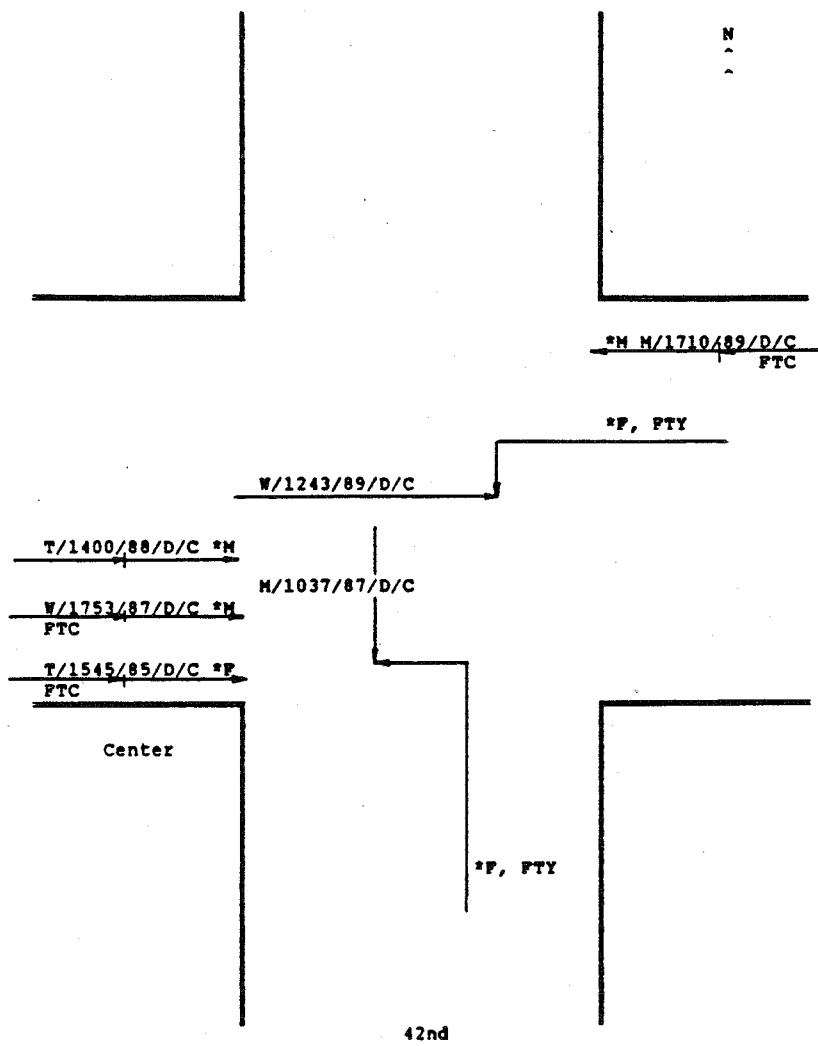 N
^
^
*M M/1710/89/D/C
FTC
*F, FTY
W/1243/89/D/C
T/1400/88/D/C *M
M/1037/87/D/C
W/1753/87/D/C *M
FTC
T/1545/85/D/C *F
FTC
Center
*F, FTY
42nd